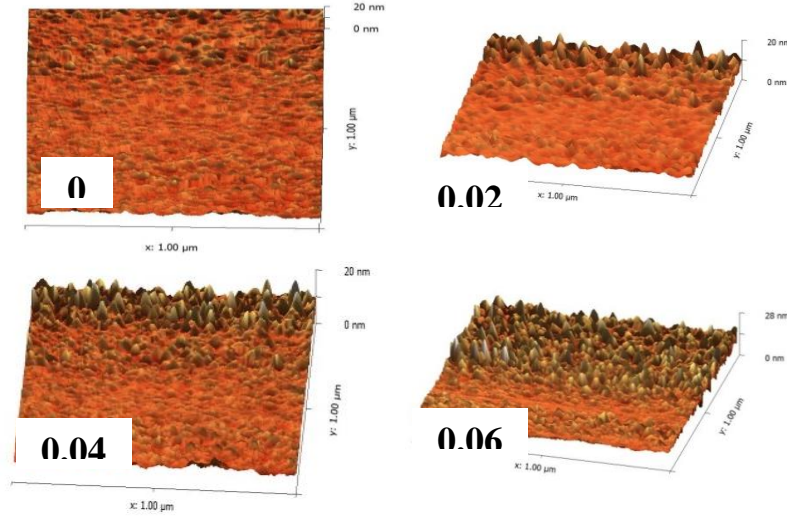 20 nm
0 nm
y: 1.00 µm
x: 1.00 µm
0
20 nm
0 nm
y: 1.00 µm
x: 1.00 µm
0.02
20 nm
0 nm
y: 1.00 µm
x: 1.00 µm
0.04
28 nm
0 nm
y: 1.00 µm
x: 1.00 µm
0.06